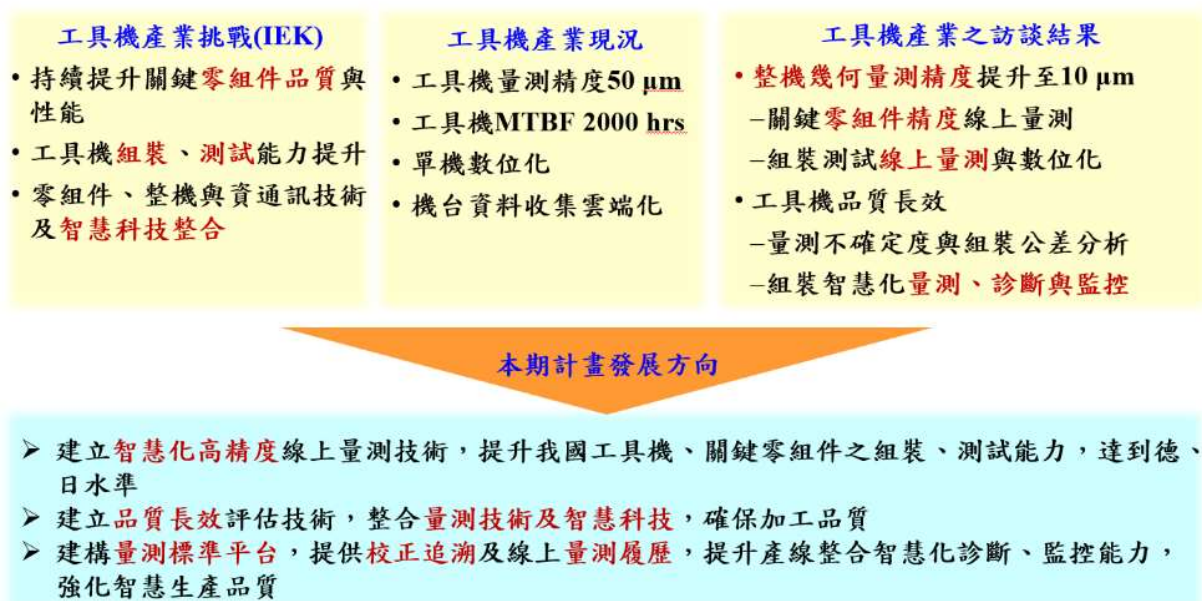 工具機產業挑戰(IEK)
• 持續提升關鍵零組件品質與
性能
• 工具機組裝、測試能力提升
• 零組件、整機與資通訊技術
及智慧科技整合
工具機產業現況
• 工具機量測精度50 μm
• 工具機MTBF 2000 hrs
• 單機數位化
• 機台資料收集雲端化
工具機產業之訪談結果
• 整機幾何量測精度提升至10 μm
–關鍵零組件精度線上量測
–組裝測試線上量測與數位化
• 工具機品質長效
–量測不確定度與組裝公差分析
–組裝智慧化量測、診斷與監控
本期計畫發展方向
➢ 建立智慧化高精度線上量測技術，提升我國工具機、關鍵零組件之組裝、測試能力，達到德、
日水準
➢ 建立品質長效評估技術，整合量測技術及智慧科技，確保加工品質
➢ 建構量測標準平台，提供校正追溯及線上量測履歷，提升產線整合智慧化診斷、監控能力，
強化智慧生產品質